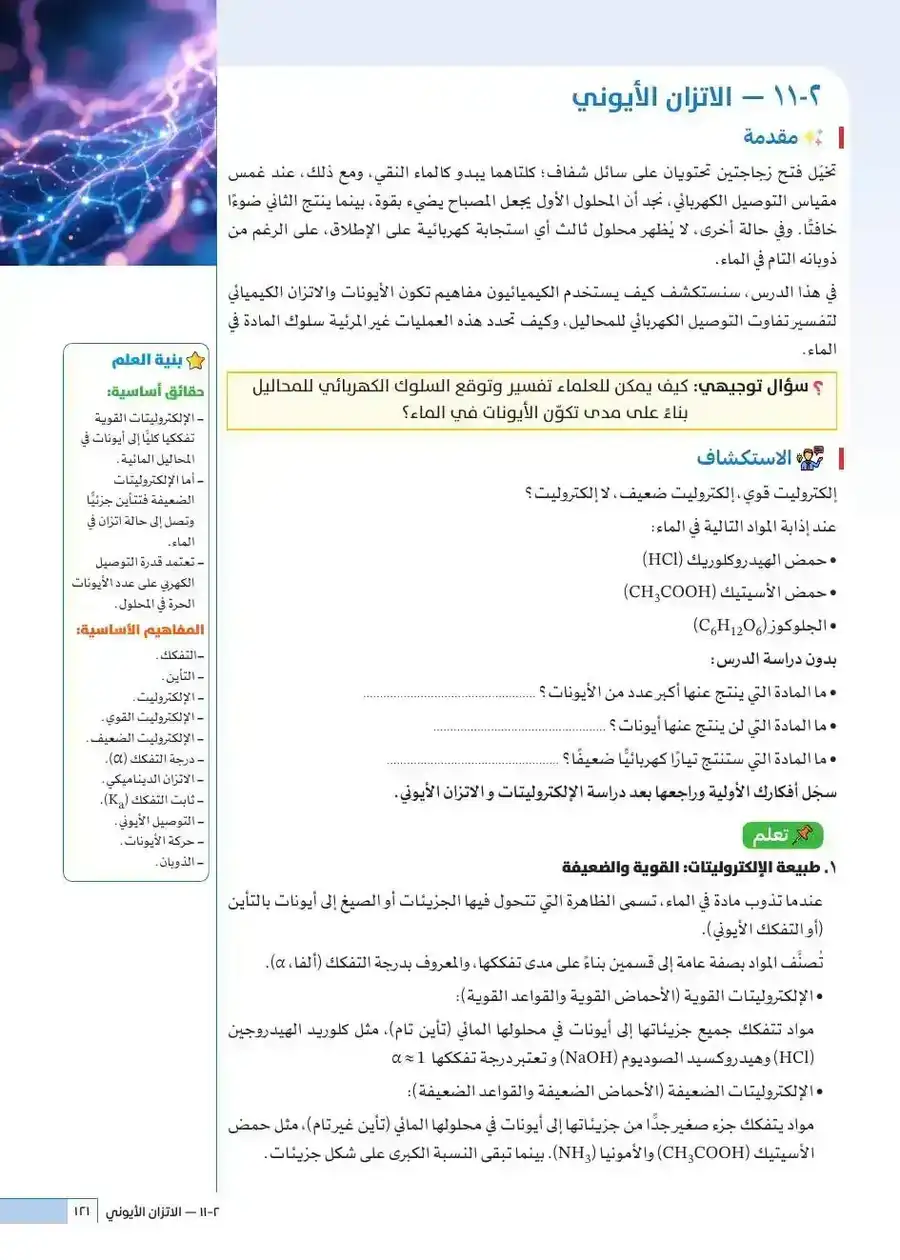 ٢-١١ — الاتزان الأيوني
مقدمة
تخيّل فتح زجاجتين تحتويان على سائل شفاف؛ كلتاهما يبدو كالماء النقي، ومع ذلك، عند غمس
مقياس التوصيل الكهربائي، نجد أن المحلول الأول يجعل المصباح يضيء بقوة، بينما ينتج الثاني ضوءًا
خافتًا. وفي حالة أخرى، لا يُظهر محلول ثالث أي استجابة كهربائية على الإطلاق، على الرغم من
ذوبانه التام في الماء.
في هذا الدرس، سنستكشف كيف يستخدم الكيميائيون مفاهيم تكون الأيونات والاتزان الكيميائي
لتفسير تفاوت التوصيل الكهربائي للمحاليل، وكيف تحدد هذه العمليات غير المرئية سلوك المادة في
الماء.
؟ سؤال توجيهي: كيف يمكن للعلماء تفسير وتوقع السلوك الكهربائي للمحاليل
بناءً على مدى تكوّن الأيونات في الماء؟
الاستكشاف
إلكتروليت قوي، إلكتروليت ضعيف، لا إلكتروليت؟
عند إذابة المواد التالية في الماء:
• حمض الهيدروكلوريك (HCl)
• حمض الأسيتيك (CH₃COOH)
• الجلوكوز (C₆H₁₂O₆)
بدون دراسة الدرس:
• ما المادة التي ينتج عنها أكبر عدد من الأيونات؟ ....................
• ما المادة التي لن ينتج عنها أيونات؟ ....................
• ما المادة التي ستنتج تيارًا كهربائيًّا ضعيفًا؟ ....................
سجّل أفكارك الأولية وراجعها بعد دراسة الإلكتروليتات و الاتزان الأيوني.
تعلم
١. طبيعة الإلكتروليتات: القوية والضعيفة
عندما تذوب مادة في الماء، تسمى الظاهرة التي تتحول فيها الجزيئات أو الصيغ إلى أيونات بالتأين
(أو التفكك الأيوني).
تُصنَّف المواد بصفة عامة إلى قسمين بناءً على مدى تفككها، والمعروف بدرجة التفكك (ألفا، α).
• الإلكتروليتات القوية (الأحماض القوية والقواعد القوية):
مواد تتفكك جميع جزيئاتها إلى أيونات في محلولها المائي (تأين تام)، مثل كلوريد الهيدروجين
(HCl) وهيدروكسيد الصوديوم (NaOH) و تعتبر درجة تفككها α ≈ 1
• الإلكتروليتات الضعيفة (الأحماض الضعيفة والقواعد الضعيفة):
مواد يتفكك جزء صغير جدًّا من جزيئاتها إلى أيونات في محلولها المائي (تأين غير تام)، مثل حمض
الأسيتيك (CH₃COOH) والأمونيا (NH₃). بينما تبقى النسبة الكبرى على شكل جزيئات.
بنية العلم
حقائق أساسية:
– الإلكتروليتات القوية
تفككيا كليًّا إلى أيونات في
المحاليل المائية.
– أما الإلكتروليتات
الضعيفة فتتأين جزئيًّا
وتصل إلى حالة اتزان في
الماء.
– تعتمد قدرة التوصيل
الكهربي على عدد الأيونات
الحرة في المحلول.
المفاهيم الأساسية:
– التفكك.
– التأين.
– الإلكتروليت.
– الإلكتروليت القوي.
– الإلكتروليت الضعيف.
– درجة التفكك (α).
– الاتزان الديناميكي.
– ثابت التفكك (Kₐ).
– التوصيل الأيوني.
– حركة الأيونات.
– الذوبان.
٢-١١ — الاتزان الأيوني
١٢١